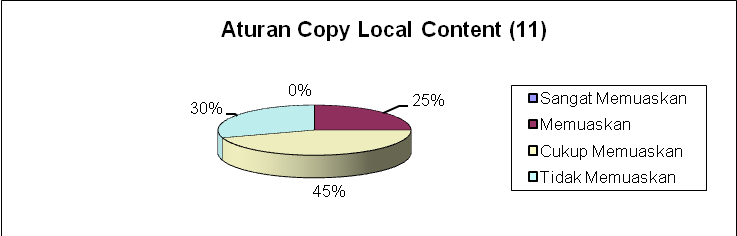 Aturan Copy Local Content (11)
0%
30%
25%
45%
Sangat Memuaskan
Memuaskan
Cukup Memuaskan
Tidak Memuaskan